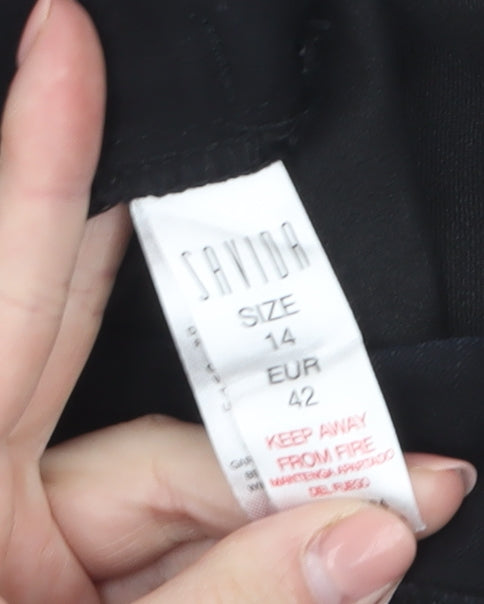 SAVIDA
SIZE
14
EUR
42
KEEP AWAY
FROM FIRE
MANTENGA APARTADO
DEL FUEGO